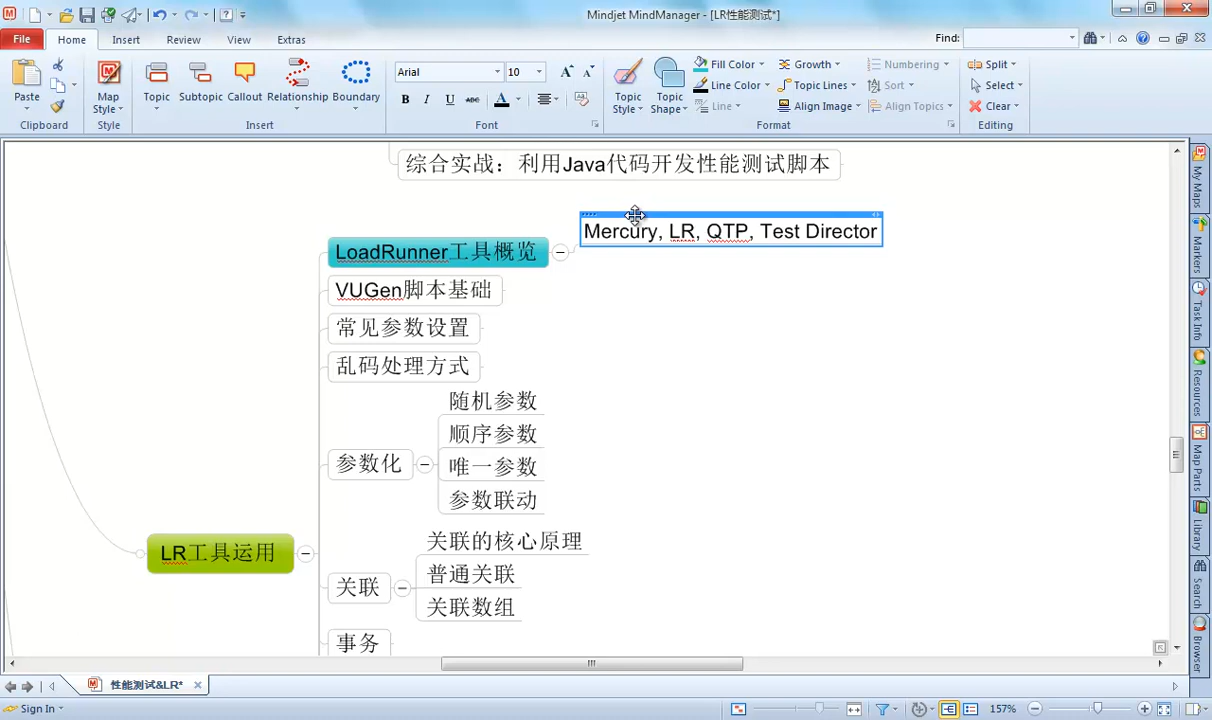 Mindjet MindManager - [LR性能测试*]
File
Home
Insert
Review
View
Extras
Find:
Paste
Map Style
Topic
Subtopic
Callout
Relationship
Boundary
Arial
10
B
I
U
abc
A
Topic Style
Topic Shape
Fill Color
Line Color
Line
Growth
Topic Lines
Align Image
Numbering
Sort
Align Topics
Split
Select
Clear
Clipboard
Style
Insert
Font
Format
Editing
综合实战：利用Java代码开发性能测试脚本
Mercury, LR, QTP, Test Director
LoadRunner工具概览
VUGen脚本基础
常见参数设置
乱码处理方式
随机参数
顺序参数
参数化
唯一参数
参数联动
关联的核心原理
LR工具运用
普通关联
关联
关联数组
事务
My Maps
Markers
Task Info
Resources
Map Parts
Library
Search
Browser
性能测试&LR*
Sign In
157%